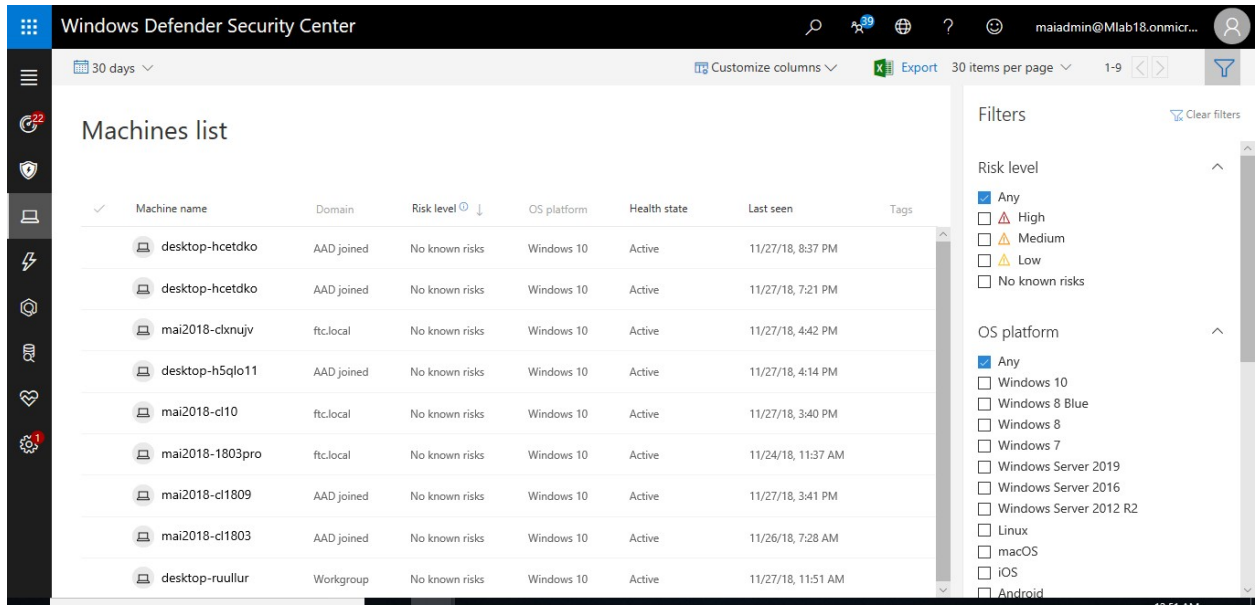 Windows Defender Security Center
39
?
maiadmin@Mlab18.onmicr...
30 days
Customize columns
Export
30 items per page
1-9
22
1
Machines list
Machine name Domain Risk level OS platform Health state Last seen Tags
desktop-hcetdko AAD joined No known risks Windows 10 Active 11/27/18, 8:37 PM
desktop-hcetdko AAD joined No known risks Windows 10 Active 11/27/18, 7:21 PM
mai2018-clxnujv ftc.local No known risks Windows 10 Active 11/27/18, 4:42 PM
desktop-h5qlo11 AAD joined No known risks Windows 10 Active 11/27/18, 4:14 PM
mai2018-cl10 ftc.local No known risks Windows 10 Active 11/27/18, 3:40 PM
mai2018-1803pro ftc.local No known risks Windows 10 Active 11/24/18, 11:37 AM
mai2018-cl1809 AAD joined No known risks Windows 10 Active 11/27/18, 3:41 PM
mai2018-cl1803 AAD joined No known risks Windows 10 Active 11/26/18, 7:28 AM
desktop-ruullur Workgroup No known risks Windows 10 Active 11/27/18, 11:51 AM
Filters
Clear filters
Risk level
Any
High
Medium
Low
No known risks
OS platform
Any
Windows 10
Windows 8 Blue
Windows 8
Windows 7
Windows Server 2019
Windows Server 2016
Windows Server 2012 R2
Linux
macOS
iOS
Android